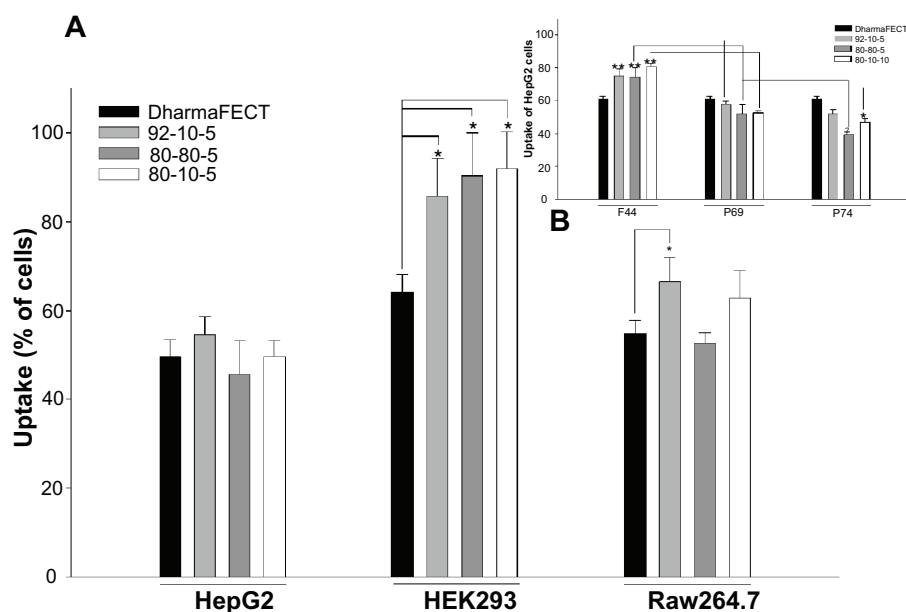 A
DharmaFECT
92-10-5
80-80-5
80-10-5
Uptake (% of cells)
100
80
60
40
20
0
*
*
*
*
HepG2
HEK293
Raw264.7
DharmaFECT
92-10-5
80-80-5
80-10-10
Uptake of HepG2 cells
100
80
60
40
20
0
** ** **
*
F44
P69
P74
B